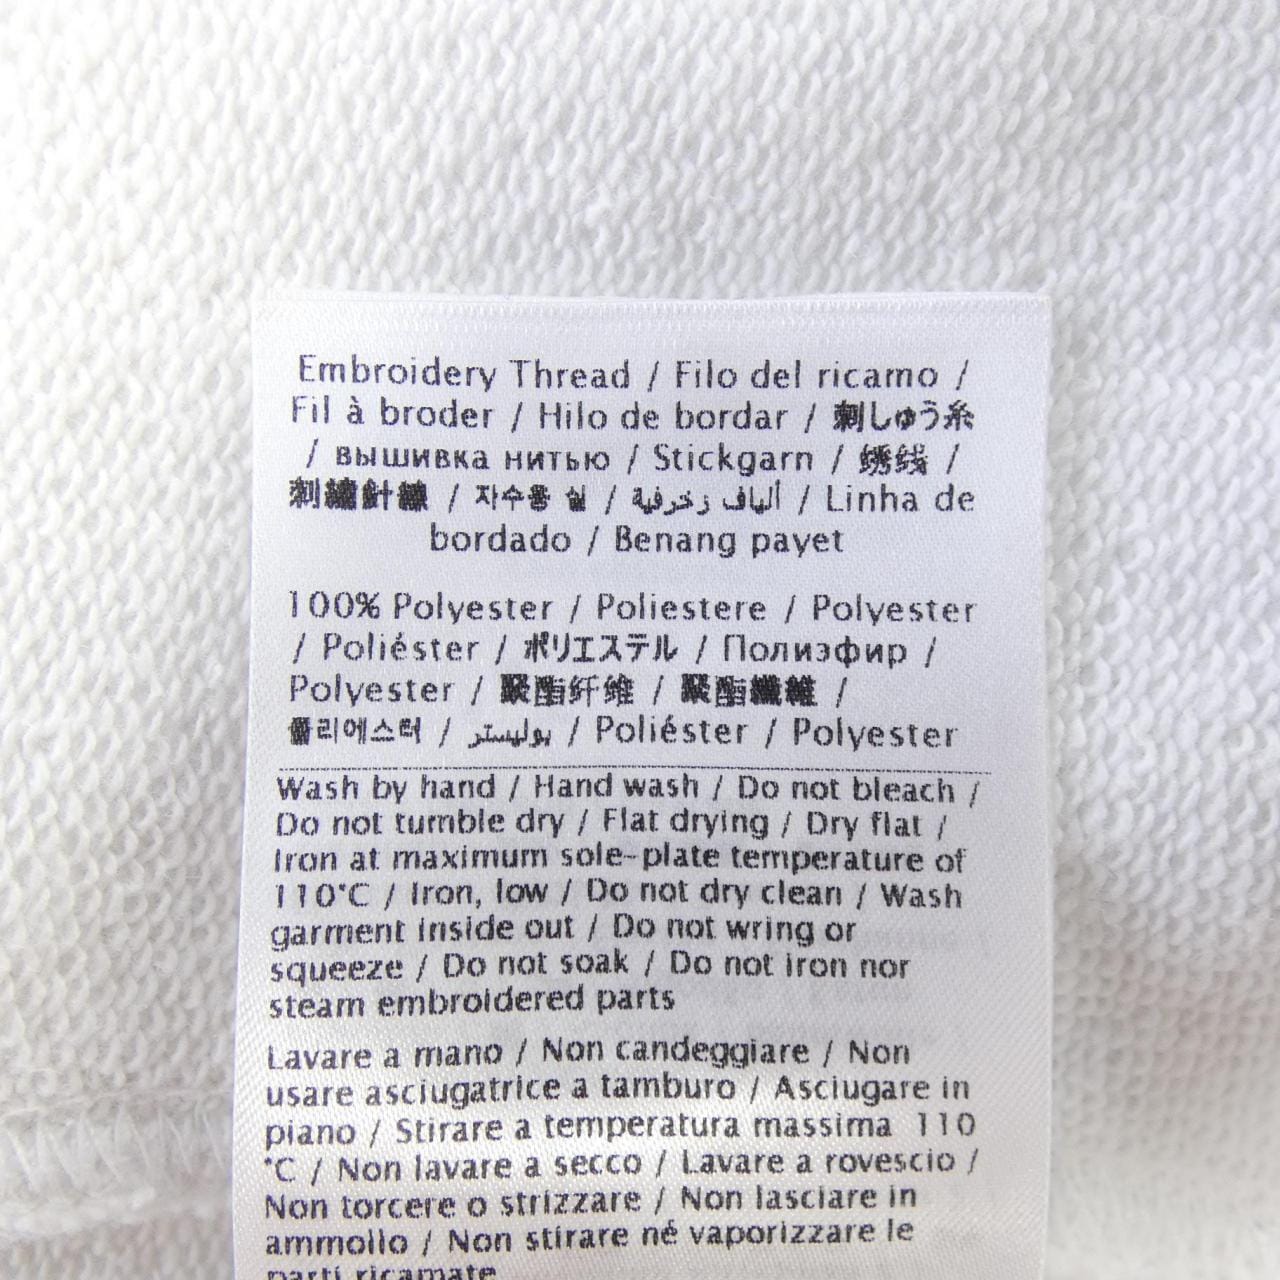 Embroidery Thread / Filo del ricamo /
Fil à broder / Hilo de bordar / 刺しゅう糸
/ вышивка нитью / Stickgarn / 绣线 /
刺繡針線 / 자수용 실 / ألياف زخرفية / Linha de
bordado / Benang payet
100% Polyester / Poliestere / Polyester
/ Poliéster / ポリエステル / Полиэфир /
Polyester / 聚酯纤维 / 聚酯纖維 /
폴리에스터 / بوليستر / Poliéster / Polyester
Wash by hand / Hand wash / Do not bleach /
Do not tumble dry / Flat drying / Dry flat /
Iron at maximum sole-plate temperature of
110°C / Iron, low / Do not dry clean / Wash
garment inside out / Do not wring or
squeeze / Do not soak / Do not iron nor
steam embroidered parts
Lavare a mano / Non candeggiare / Non
usare asciugatrice a tamburo / Asciugare in
piano / Stirare a temperatura massima 110
°C / Non lavare a secco / Lavare a rovescio /
Non torcere o strizzare / Non lasciare in
ammollo / Non stirare né vaporizzare le
parti ricamate